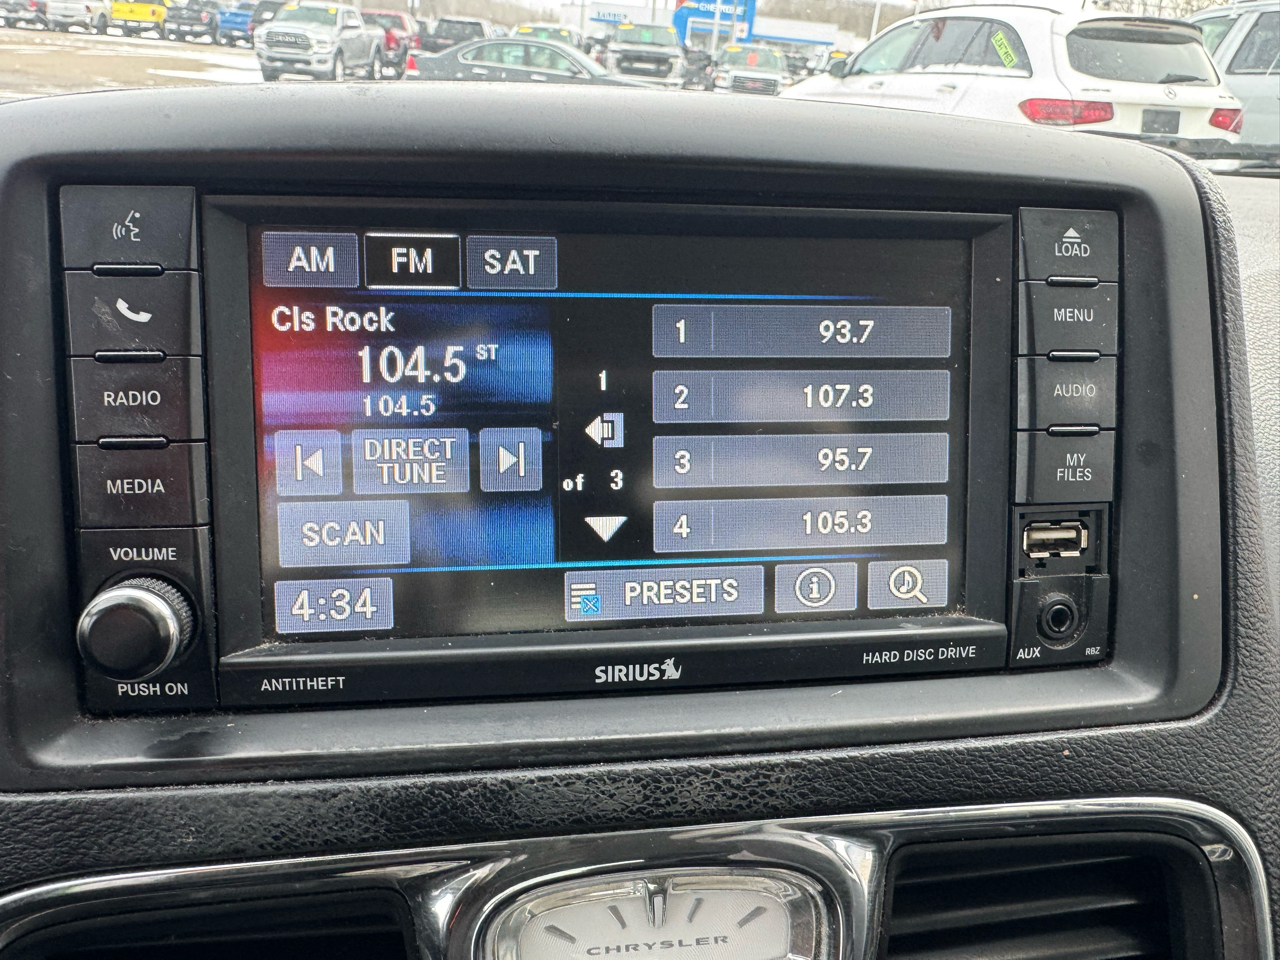 CHEVROLET
LOAD
MENU
AUDIO
MY
FILES
RADIO
MEDIA
VOLUME
PUSH ON
AM
FM
SAT
Cls Rock
104.5 ST
104.5
DIRECT
TUNE
SCAN
4:34
1
of 3
1 93.7
2 107.3
3 95.7
4 105.3
PRESETS
i
AUX
RBZ
ANTITHEFT
SIRIUS
HARD DISC DRIVE
CHRYSLER